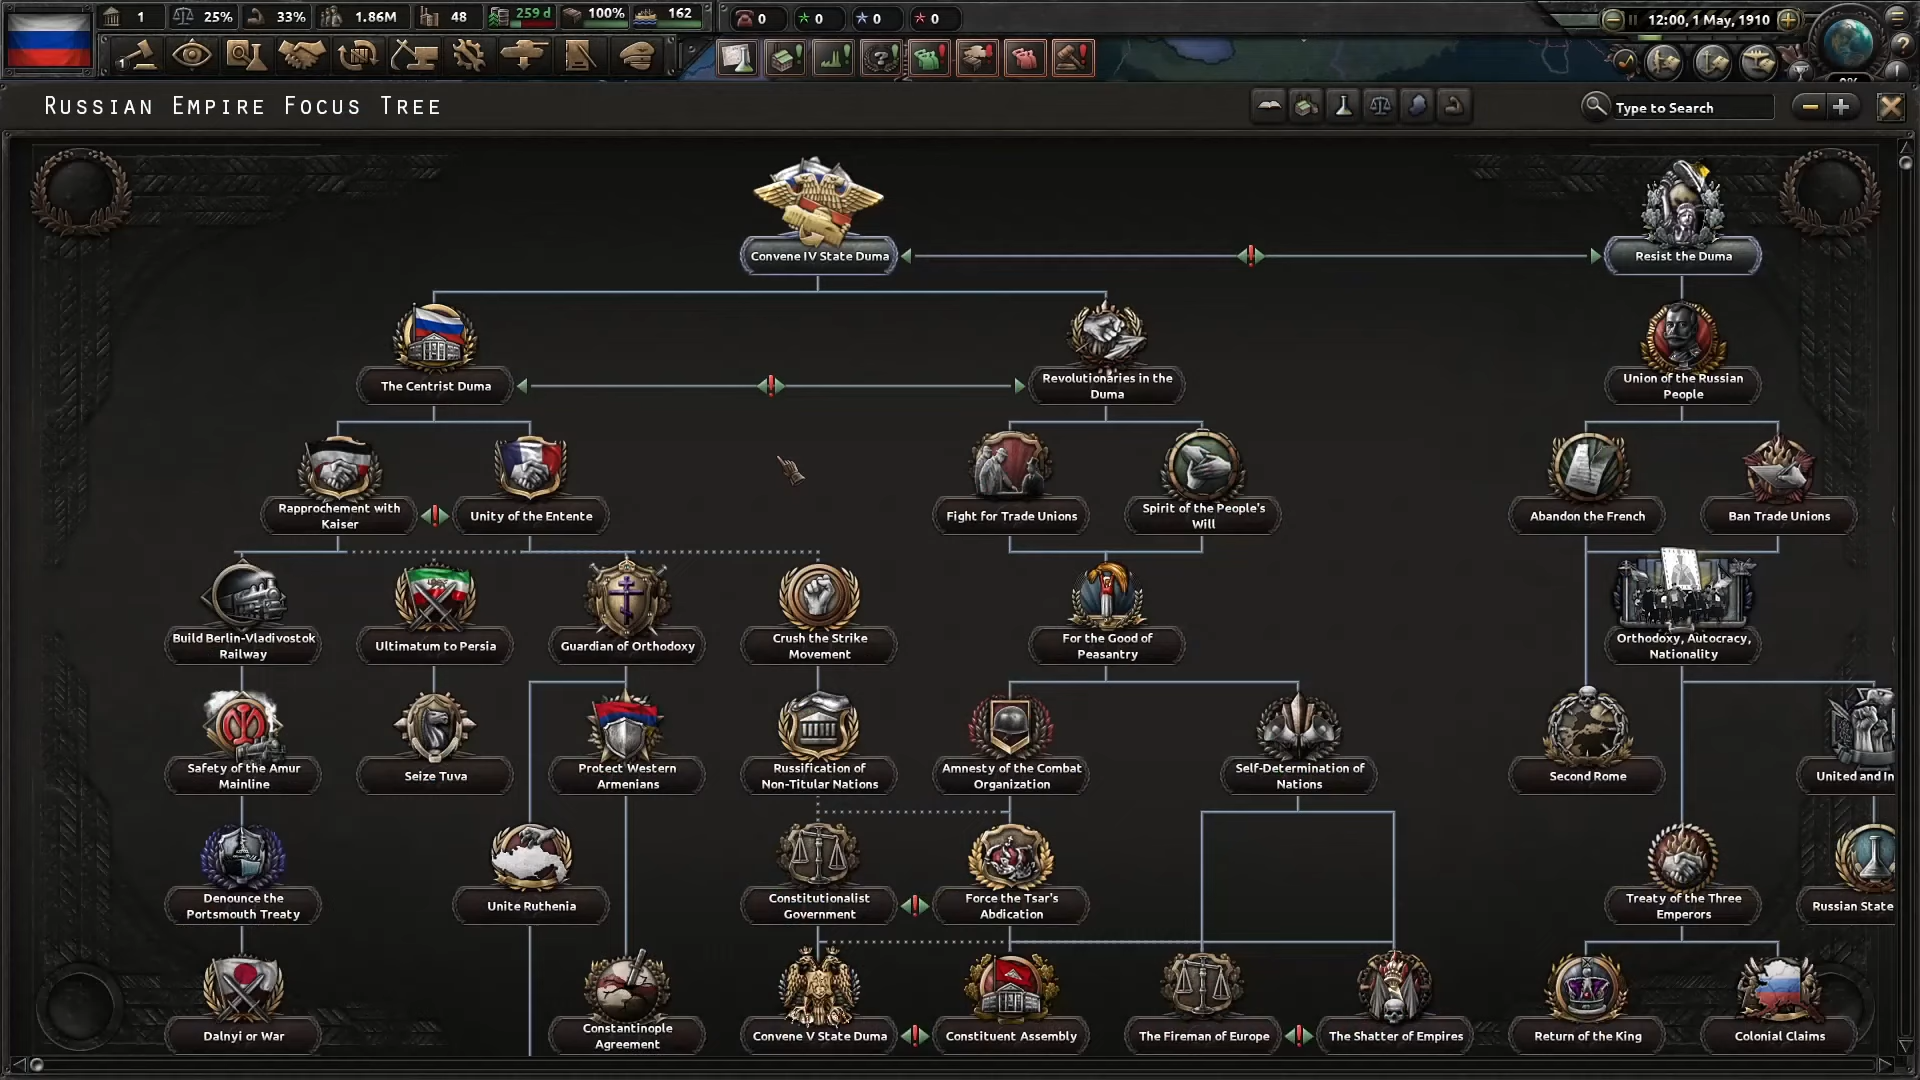 1
25%
33%
1.86M
48
259 d
100%
162
0
0
0
0
12:00, 1 May, 1910
1
0%
Russian Empire Focus Tree
Type to Search
Convene IV State Duma
Resist the Duma
The Centrist Duma
Revolutionaries in the
Duma
Union of the Russian
People
Rapprochement with
Kaiser
Unity of the Entente
Fight for Trade Unions
Spirit of the People's
Will
Abandon the French
Ban Trade Unions
Build Berlin-Vladivostok
Railway
Ultimatum to Persia
Guardian of Orthodoxy
Crush the Strike
Movement
For the Good of
Peasantry
Orthodoxy, Autocracy,
Nationality
Safety of the Amur
Mainline
Seize Tuva
Protect Western
Armenians
Russification of
Non-Titular Nations
Amnesty of the Combat
Organization
Self-Determination of
Nations
Second Rome
United and In
Denounce the
Portsmouth Treaty
Unite Ruthenia
Constitutionalist
Government
Force the Tsar's
Abdication
Treaty of the Three
Emperors
Russian State
Dalnyi or War
Constantinople
Agreement
Convene V State Duma
Constituent Assembly
The Fireman of Europe
The Shatter of Empires
Return of the King
Colonial Claims